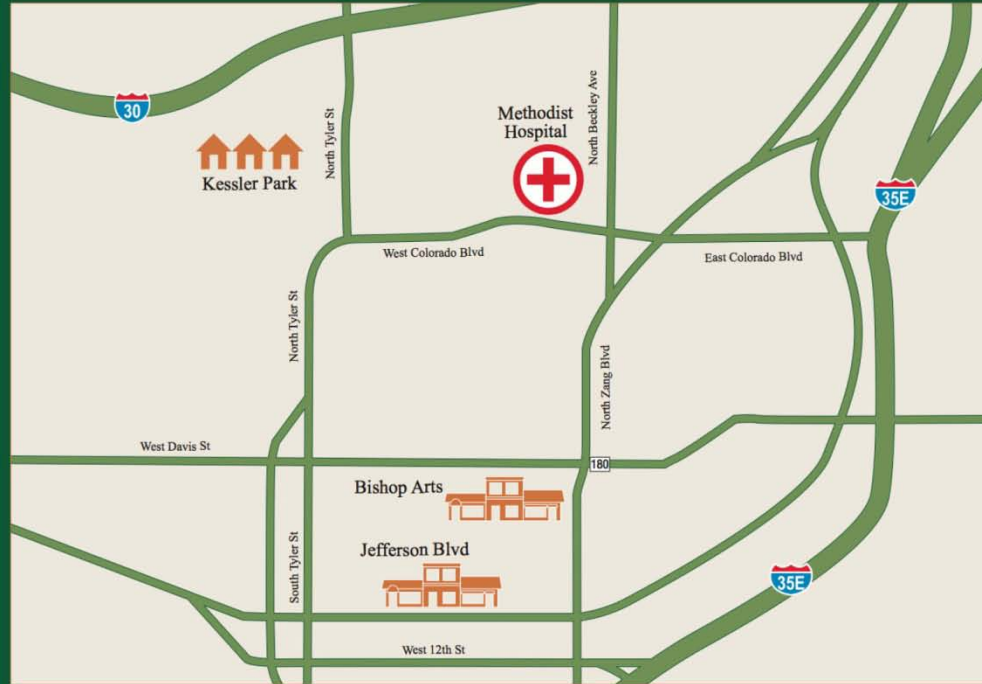 30
Kessler Park
North Tyler St
Methodist
Hospital
North Beckley Ave
35E
West Colorado Blvd
East Colorado Blvd
North Tyler St
North Zang Blvd
West Davis St
180
Bishop Arts
Jefferson Blvd
South Tyler St
35E
West 12th St